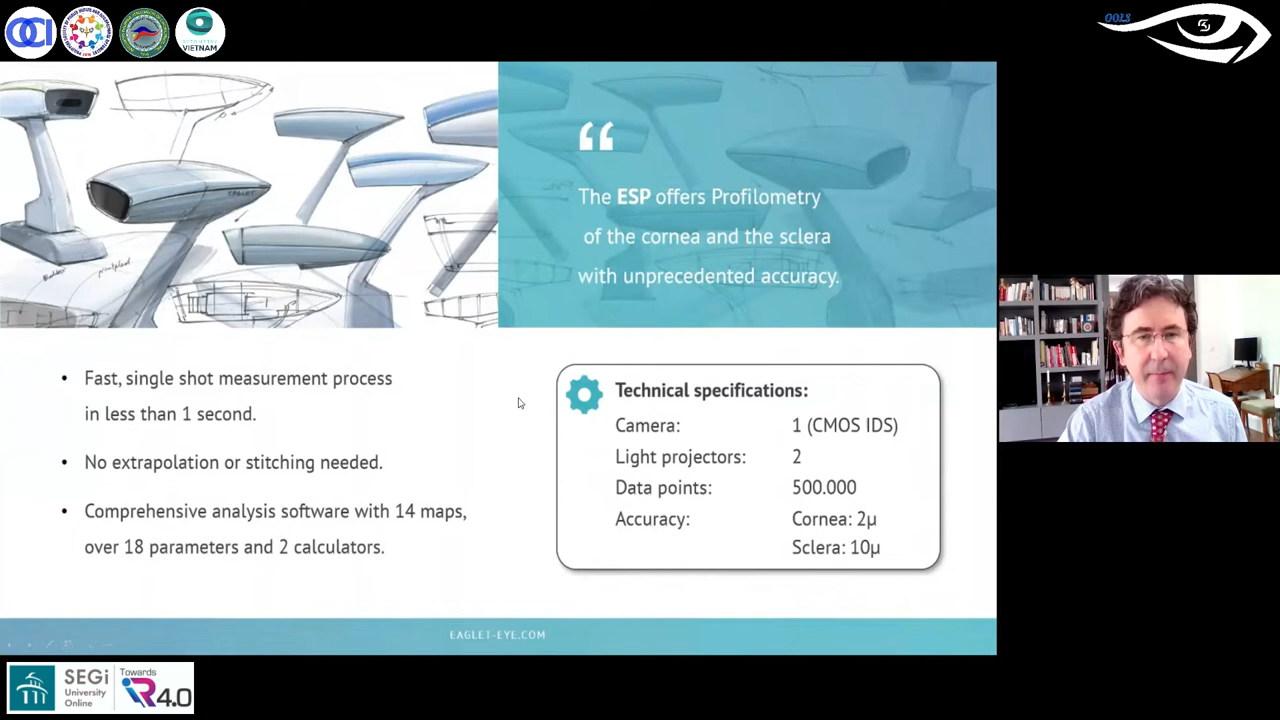 OCI
OPTOMETRY
VIETNAM
OOLS
EAGLET
“
The ESP offers Profilometry
of the cornea and the sclera
with unprecedented accuracy.
• Fast, single shot measurement process
in less than 1 second.
• No extrapolation or stitching needed.
• Comprehensive analysis software with 14 maps,
over 18 parameters and 2 calculators.
Technical specifications:
Camera: 1 (CMOS IDS)
Light projectors: 2
Data points: 500.000
Accuracy: Cornea: 2µ
Sclera: 10µ
EAGLET-EYE.COM
SEGi
University
Online
Towards
iR4.0